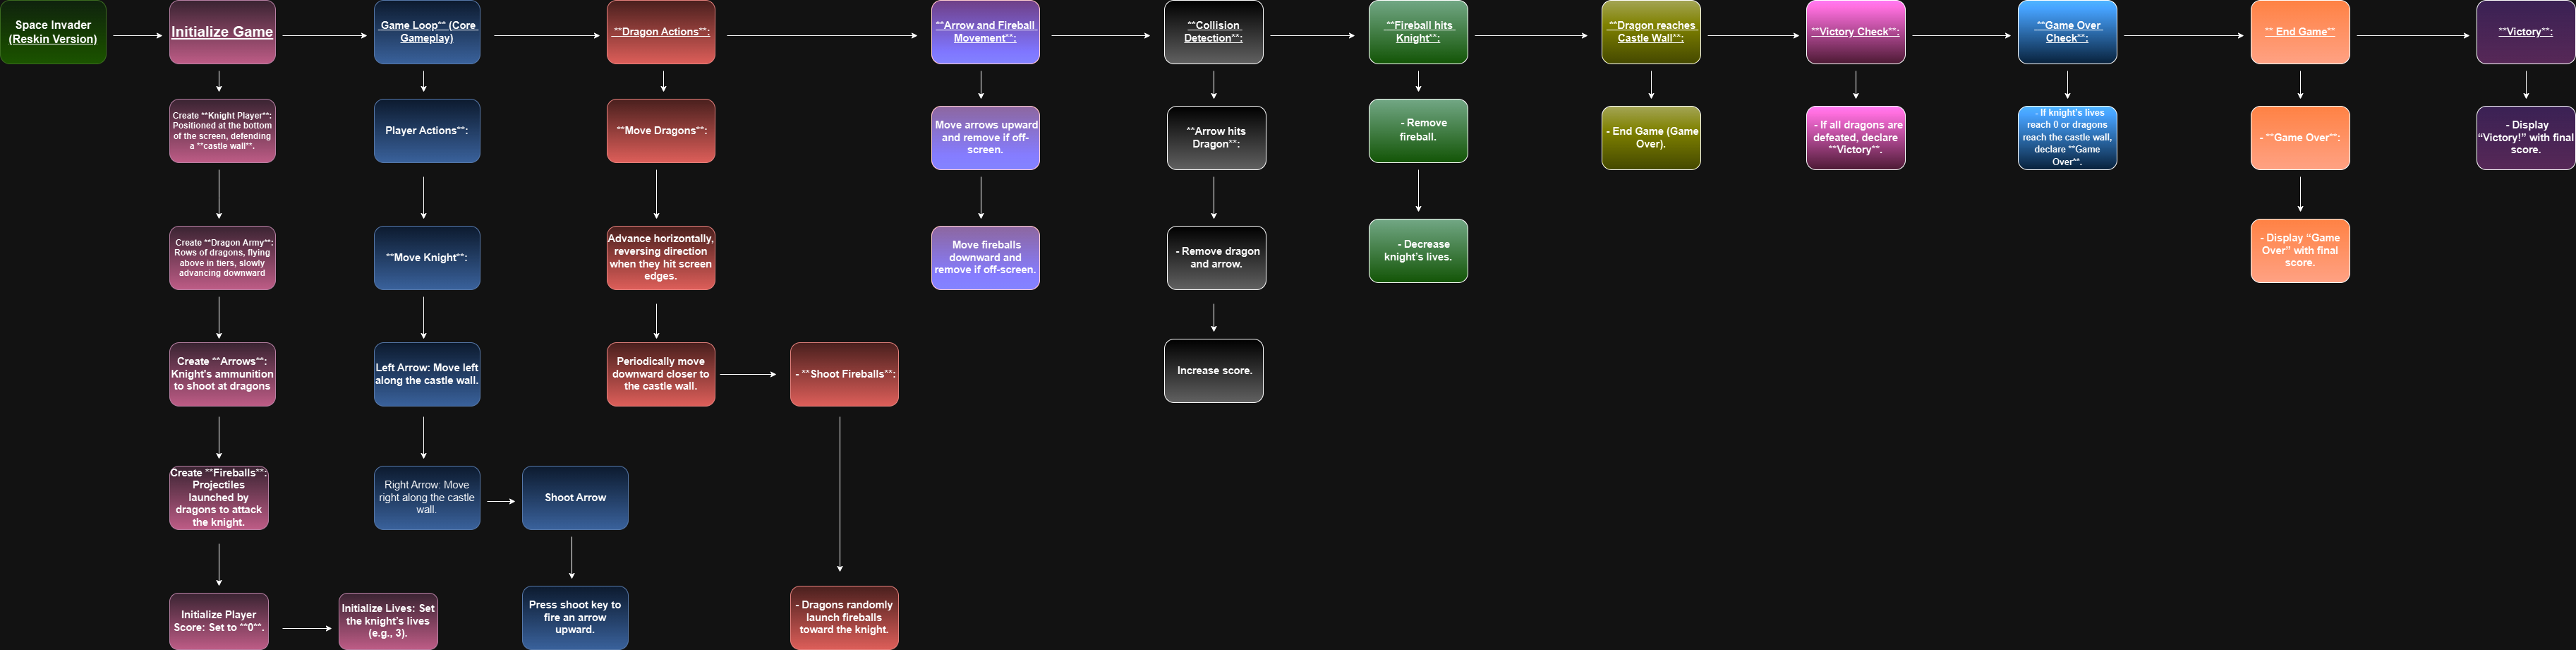 Space Invader
(Reskin Version)
Initialize Game
Create **Knight Player**:
Positioned at the bottom
of the screen, defending
a **castle wall**.
Create **Dragon Army**:
Rows of dragons, flying
above in tiers, slowly
advancing downward
Create **Arrows**:
Knight's ammunition
to shoot at dragons
Create **Fireballs**:
Projectiles
launched by
dragons to attack
the knight.
Initialize Player
Score: Set to **0**.
Initialize Lives: Set
the knight's lives
(e.g., 3).
Game Loop** (Core
Gameplay)
Player Actions**:
**Move Knight**:
Left Arrow: Move left
along the castle wall.
Right Arrow: Move
right along the castle
wall.
Shoot Arrow
Press shoot key to
fire an arrow
upward.
**Dragon Actions**:
**Move Dragons**:
Advance horizontally,
reversing direction
when they hit screen
edges.
Periodically move
downward closer to
the castle wall.
- **Shoot Fireballs**:
- Dragons randomly
launch fireballs
toward the knight.
**Arrow and Fireball
Movement**:
Move arrows upward
and remove if off-
screen.
Move fireballs
downward and
remove if off-screen.
**Collision
Detection**:
**Arrow hits
Dragon**:
- Remove dragon
and arrow.
Increase score.
**Fireball hits
Knight**:
- Remove
fireball.
- Decrease
knight's lives.
**Dragon reaches
Castle Wall**:
- End Game (Game
Over).
**Victory Check**:
- If all dragons are
defeated, declare
**Victory**.
**Game Over
Check**:
- If knight's lives
reach 0 or dragons
reach the castle wall,
declare **Game
Over**.
** End Game**
- **Game Over**:
- Display “Game
Over” with final
score.
**Victory**:
- Display
“Victory!” with final
score.